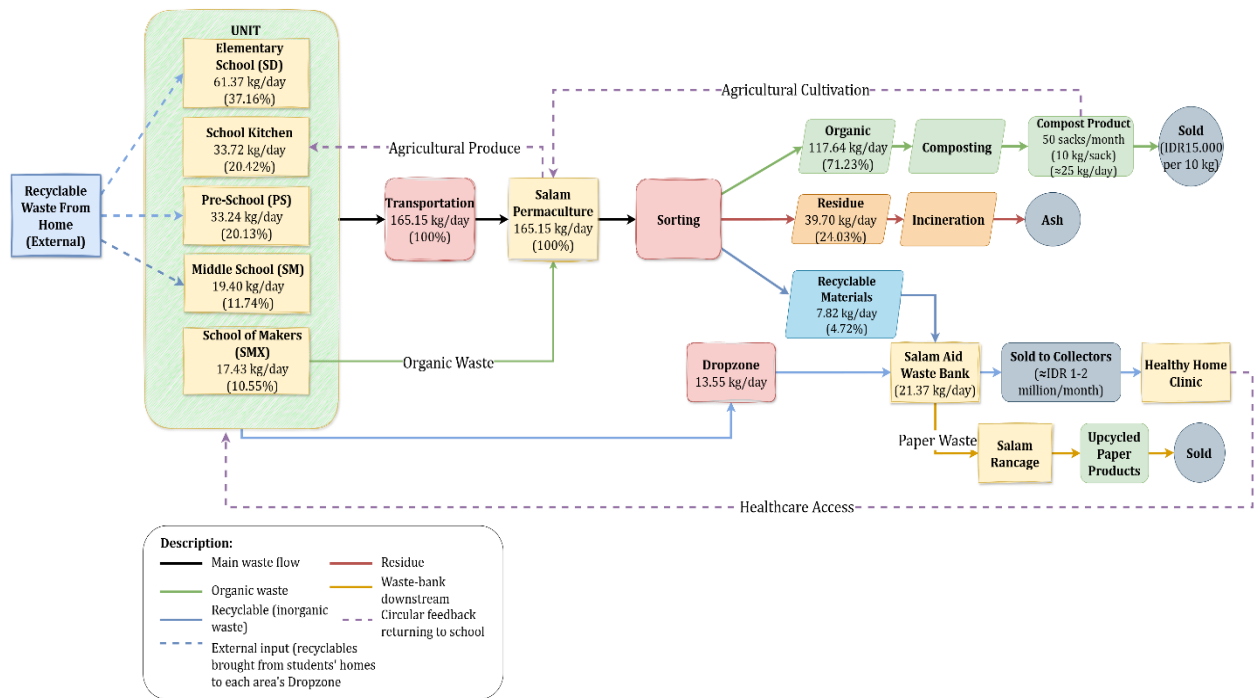 UNIT
Elementary
School (SD)
61.37 kg/day
(37.16%)
School Kitchen
33.72 kg/day
(20.42%)
Pre-School (PS)
33.24 kg/day
(20.13%)
Middle School (SM)
19.40 kg/day
(11.74%)
School of Makers
(SMX)
17.43 kg/day
(10.55%)
Recyclable
Waste From
Home
(External)
Agricultural Produce
Transportation
165.15 kg/day
(100%)
Salam
Permaculture
165.15 kg/day
(100%)
Organic Waste
Sorting
Agricultural Cultivation
Organic
117.64 kg/day
(71.23%)
Composting
Compost Product
50 sacks/month
(10 kg/sack)
(≈25 kg/day)
Sold
(IDR15.000
per 10 kg)
Residue
39.70 kg/day
(24.03%)
Incineration
Ash
Recyclable
Materials
7.82 kg/day
(4.72%)
Dropzone
13.55 kg/day
Salam Aid
Waste Bank
(21.37 kg/day)
Sold to Collectors
(≈IDR 1-2
million/month)
Healthy Home
Clinic
Paper Waste
Salam
Rancage
Upcycled
Paper
Products
Sold
Healthcare Access
Description:
Main waste flow
Organic waste
Recyclable (inorganic
waste)
External input (recyclables
brought from students' homes
to each area's Dropzone
Residue
Waste-bank
downstream
Circular feedback
returning to school